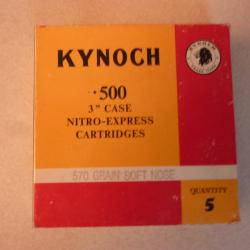 KYNOCH
.500
3" CASE
NITRO-EXPRESS
CARTRIDGES
570 GRAIN SOFT NOSE
QUANTITY
5